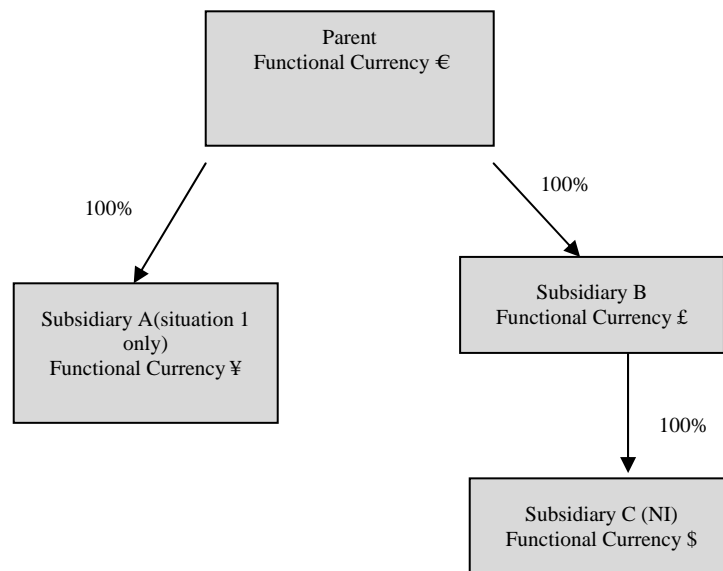 Parent
Functional Currency €
100%
100%
Subsidiary A(situation 1
only)
Functional Currency ¥
Subsidiary B
Functional Currency £
100%
Subsidiary C (NI)
Functional Currency $